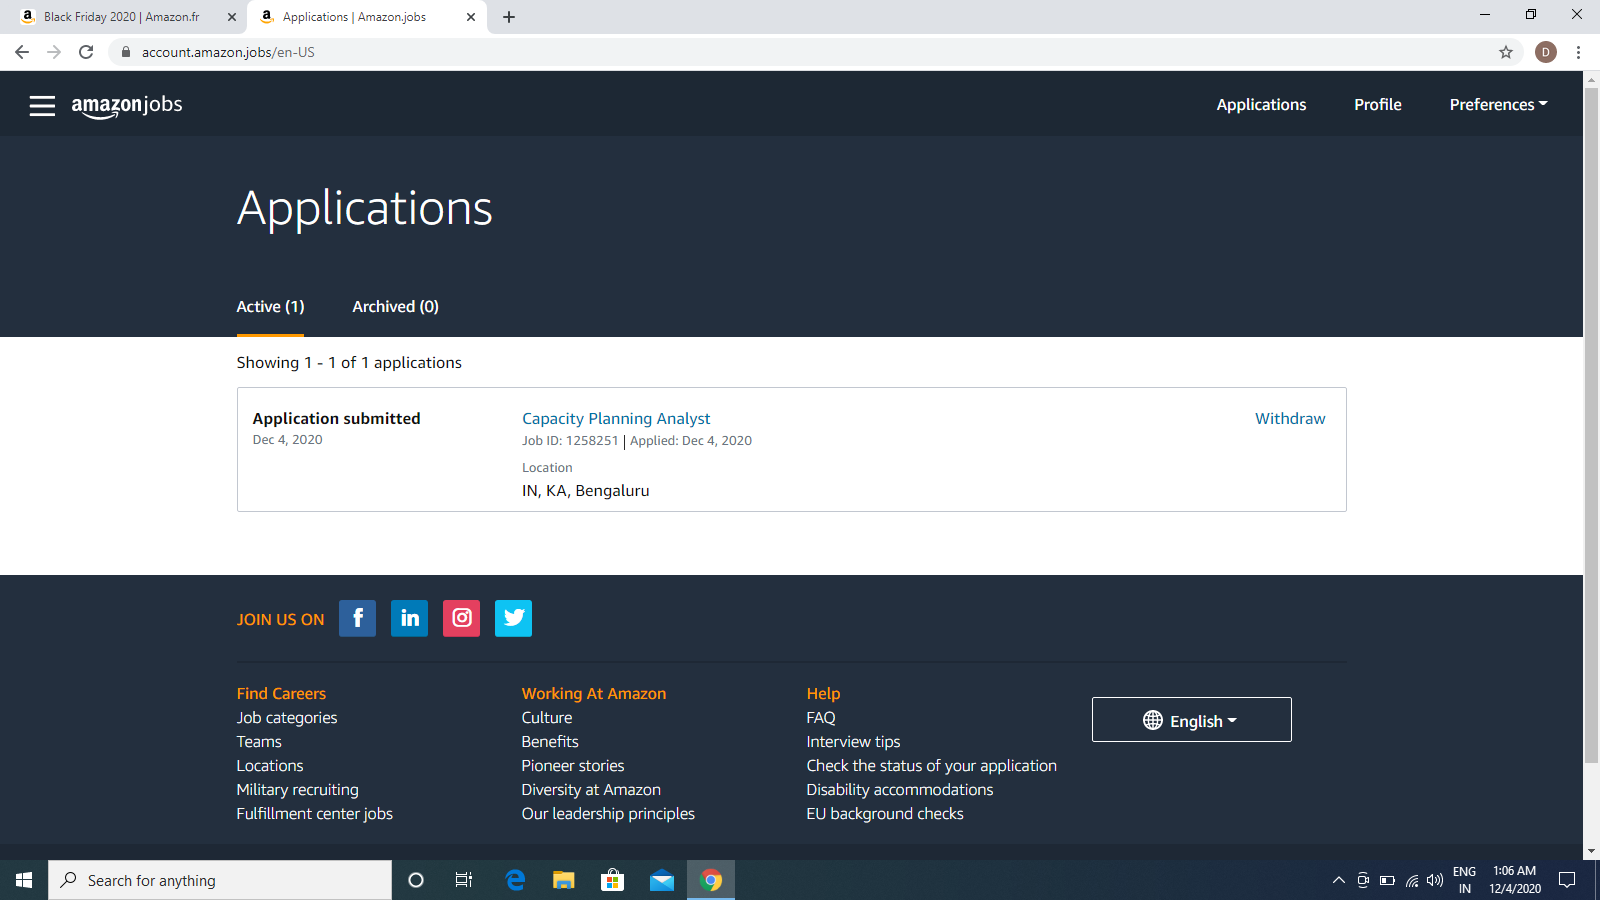 Black Friday 2020 | Amazon.fr
Applications | Amazon.jobs
account.amazon.jobs/en-US
D
amazonjobs
Applications
Profile
Preferences
Applications
Active (1)
Archived (0)
Showing 1 - 1 of 1 applications
Application submitted
Dec 4, 2020
Capacity Planning Analyst
Job ID: 1258251 | Applied: Dec 4, 2020
Location
IN, KA, Bengaluru
Withdraw
JOIN US ON
Find Careers
Job categories
Teams
Locations
Military recruiting
Fulfillment center jobs
Working At Amazon
Culture
Benefits
Pioneer stories
Diversity at Amazon
Our leadership principles
Help
FAQ
Interview tips
Check the status of your application
Disability accommodations
EU background checks
English
Search for anything
ENG
IN
1:06 AM
12/4/2020